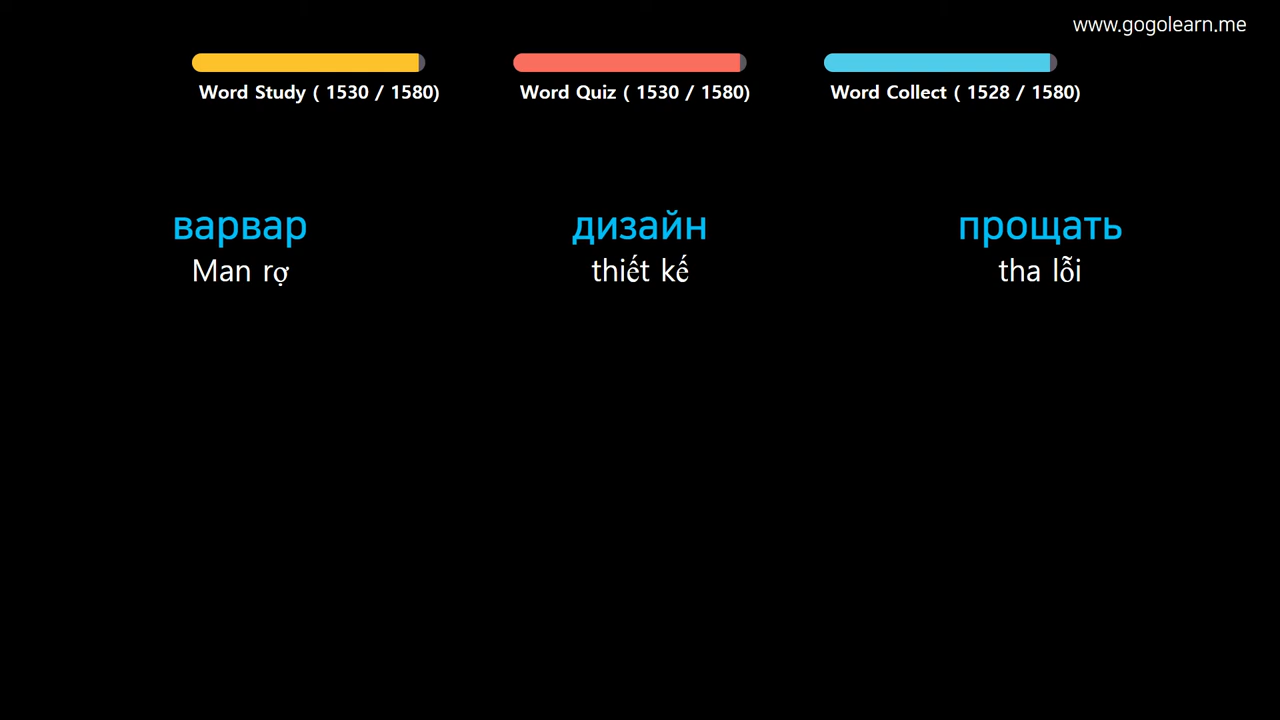 www.gogolearn.me
Word Study ( 1530 / 1580)
Word Quiz ( 1530 / 1580)
Word Collect ( 1528 / 1580)
варвар
Man rợ
дизайн
thiết kế
прощать
tha lỗi